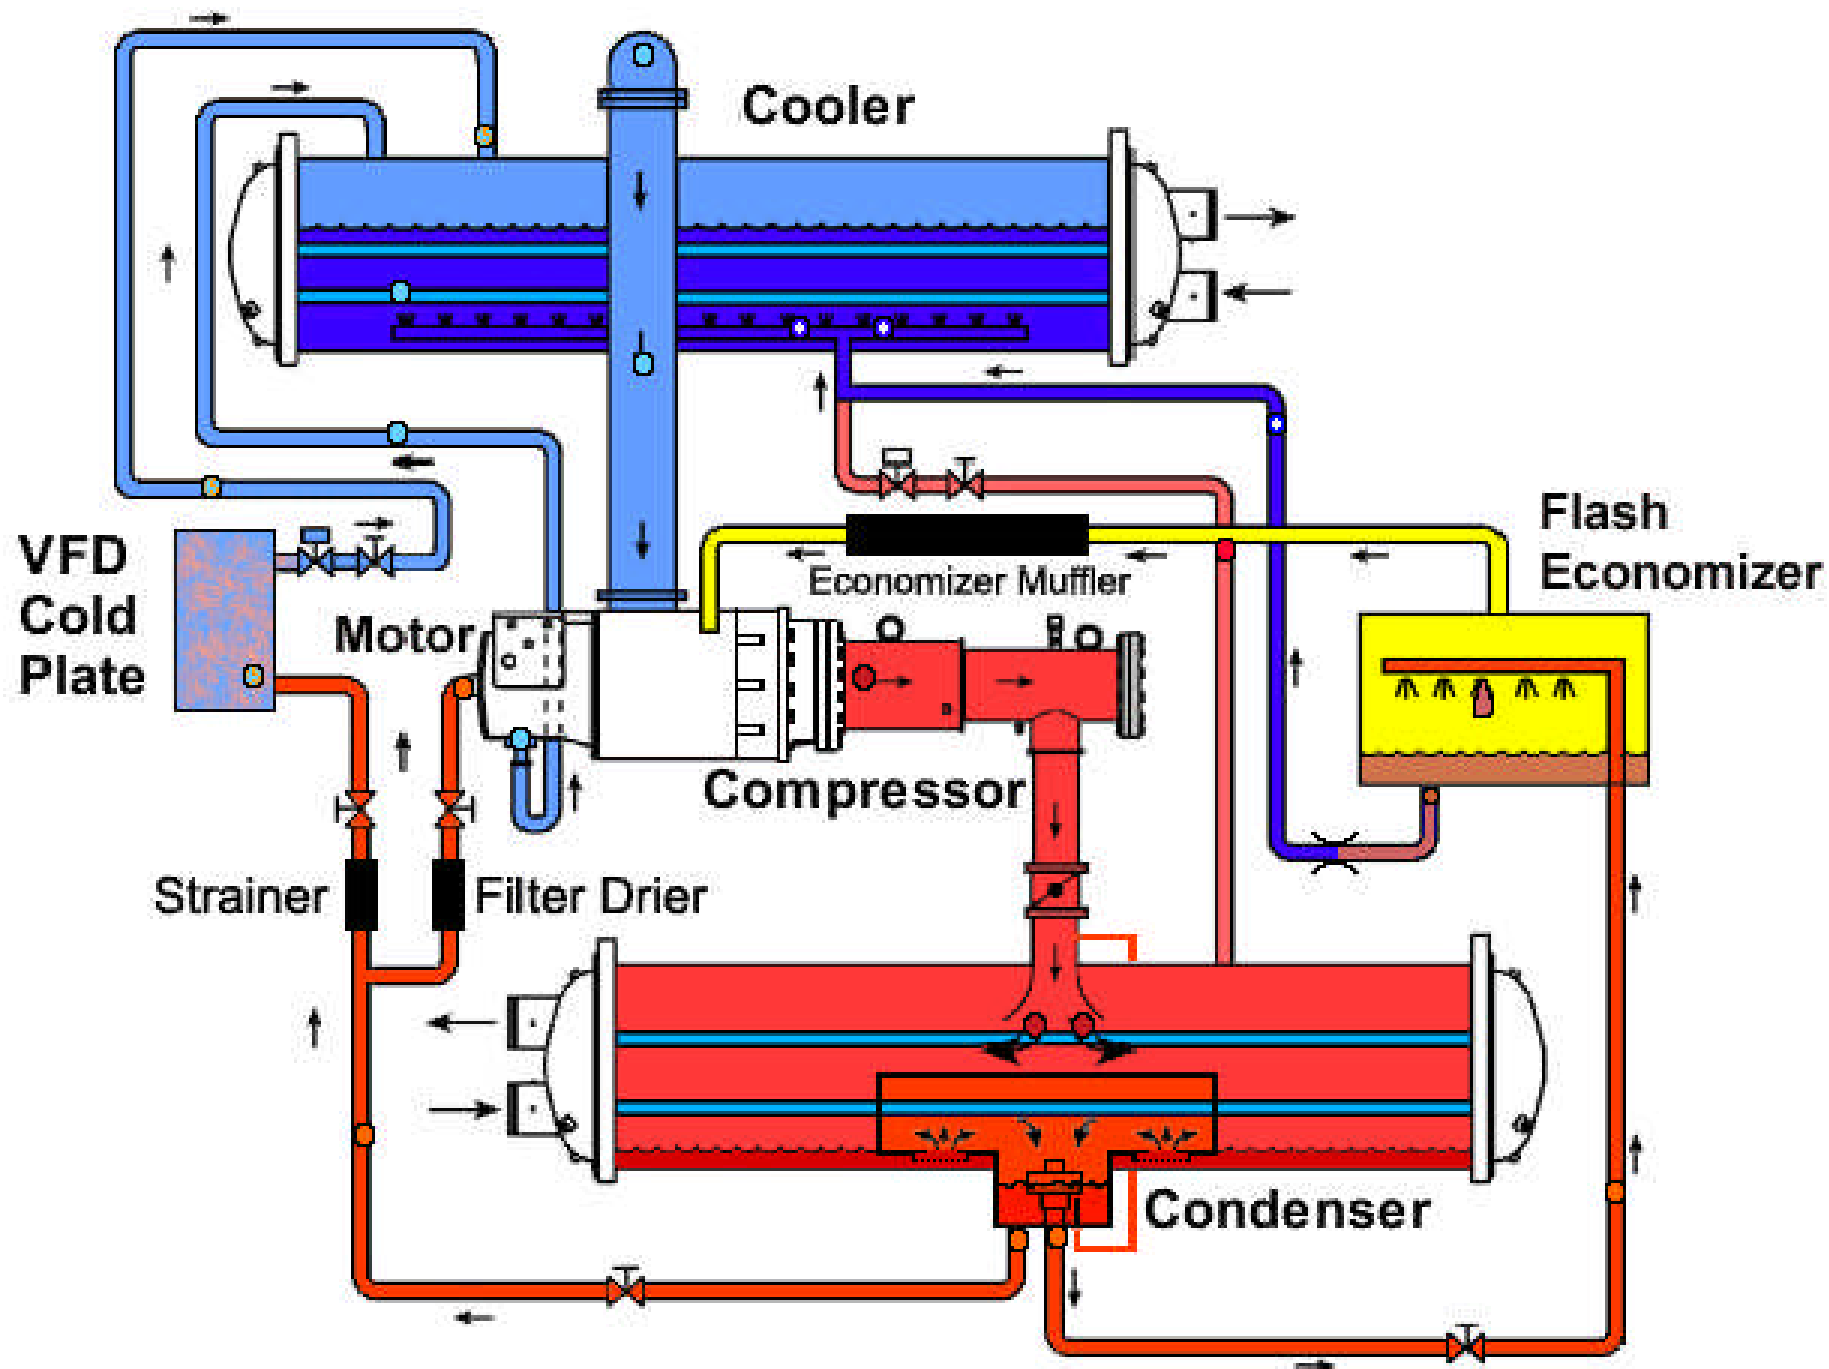 Cooler
Flash
Economizer
VFD
Cold
Plate
Economizer Muffler
Motor
Compressor
Strainer
Filter Drier
Condenser